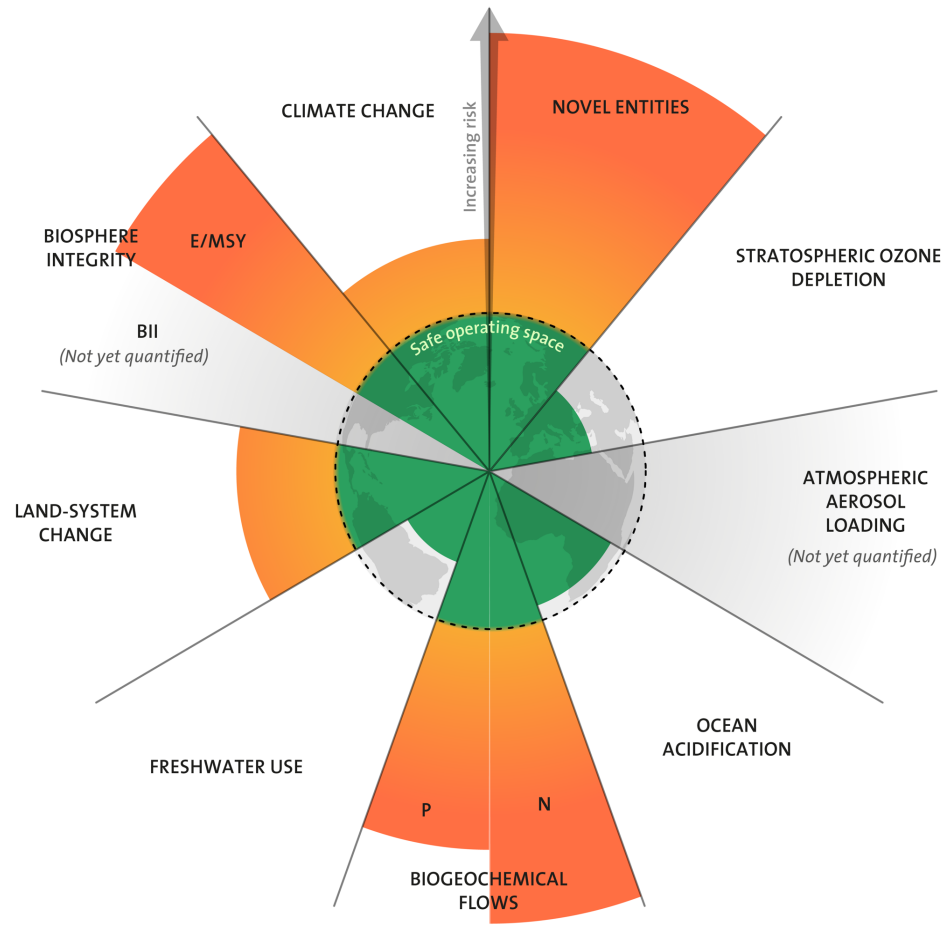 CLIMATE CHANGE
Increasing risk
NOVEL ENTITIES
BIOSPHERE
INTEGRITY
E/MSY
STRATOSPHERIC OZONE
DEPLETION
BII
(Not yet quantified)
Safe operating space
LAND-SYSTEM
CHANGE
ATMOSPHERIC
AEROSOL
LOADING
(Not yet quantified)
OCEAN
ACIDIFICATION
FRESHWATER USE
P
N
BIOGEOCHEMICAL
FLOWS